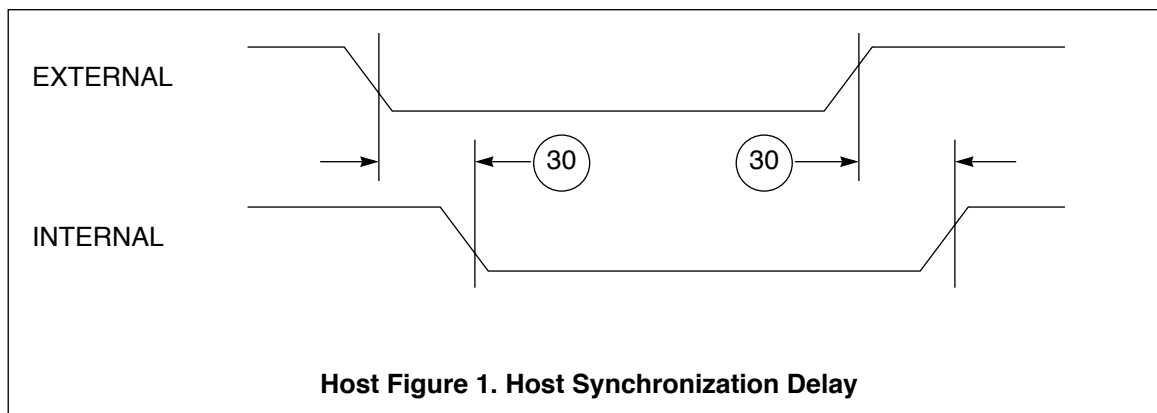 EXTERNAL
30 30
INTERNAL
Host Figure 1. Host Synchronization Delay